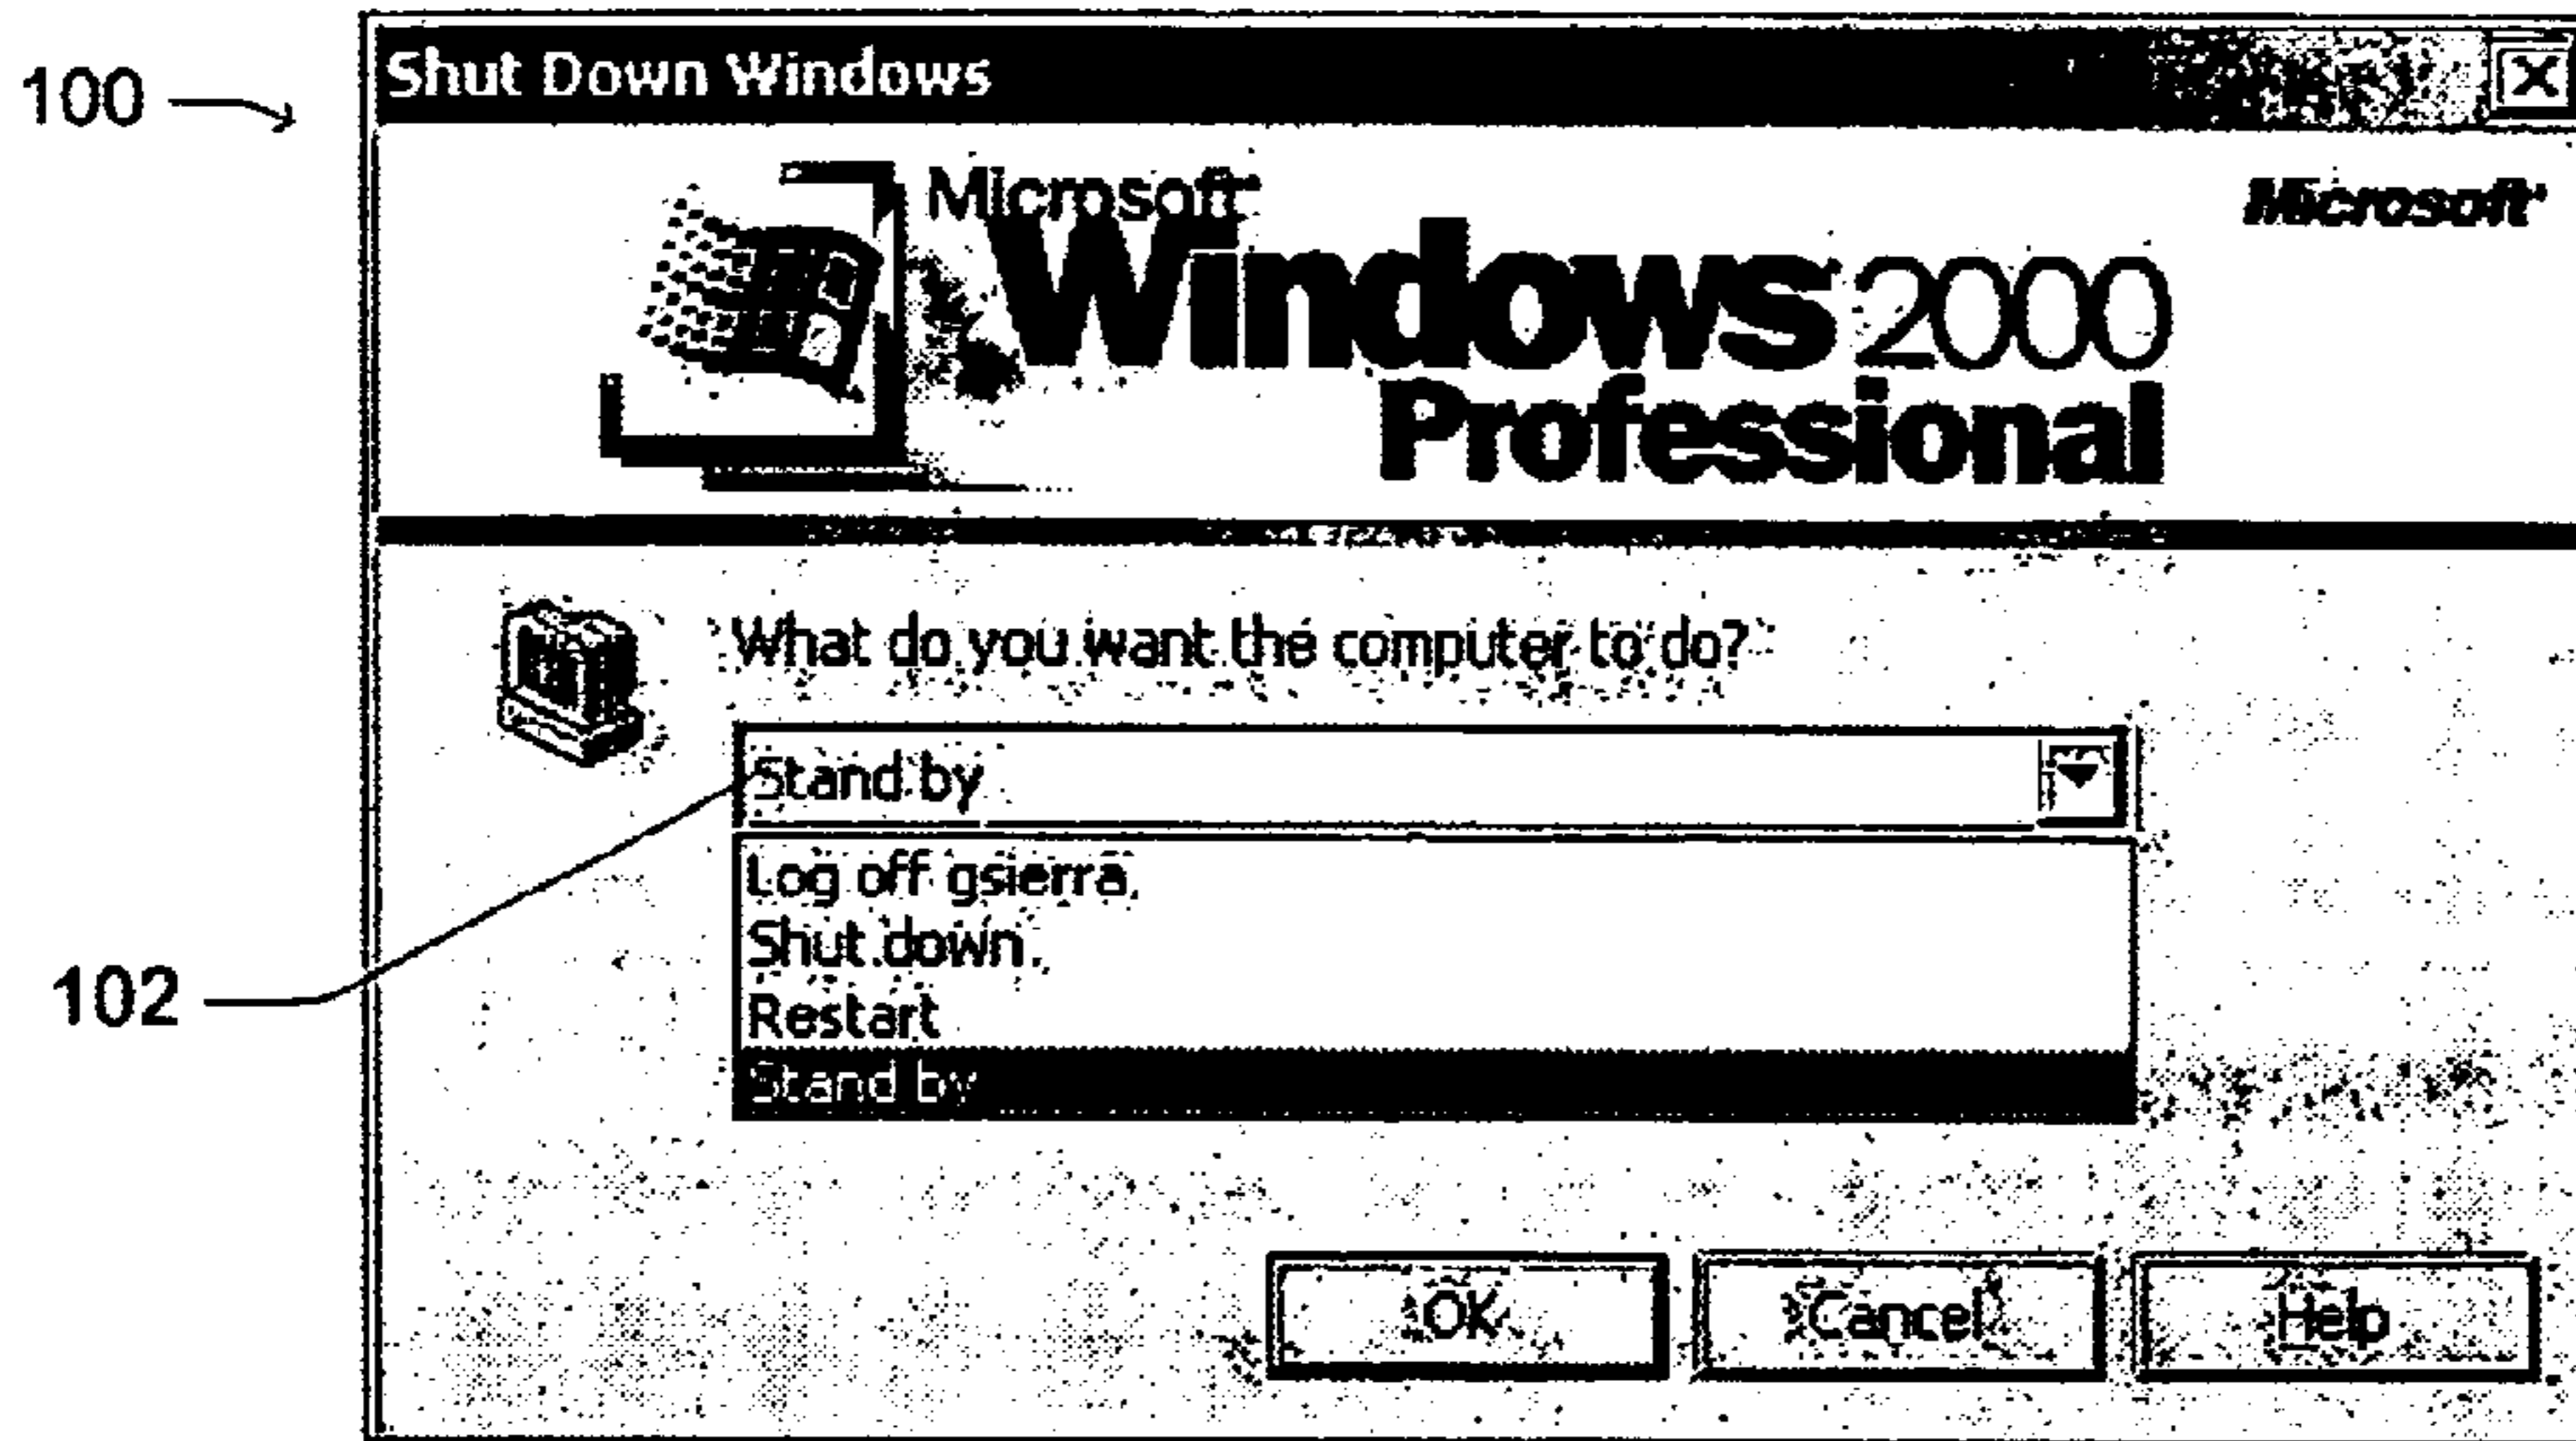 100
Shut Down Windows
Microsoft
Microsoft
Windows 2000
Professional
What do you want the computer to do?
Stand by
Log off gsierra
Shut down
102
Restart
Stand by
OK Cancel Help